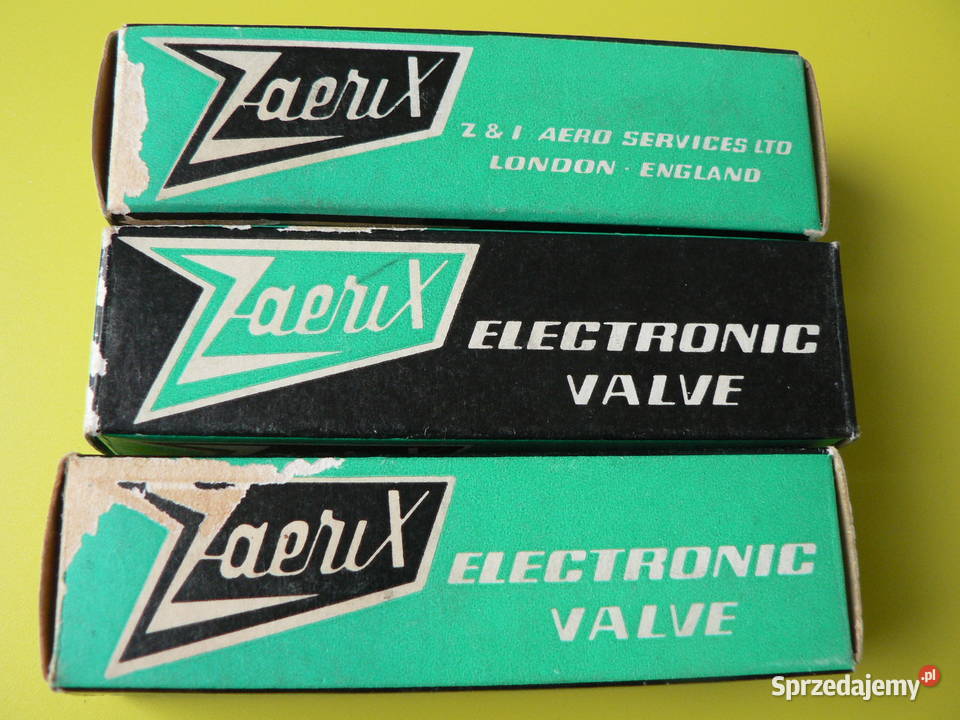 ZaeriX
Z & I AERO SERVICES LTD
LONDON · ENGLAND
ZaeriX
ELECTRONIC
VALVE
ZaeriX
ELECTRONIC
VALVE
Sprzedajemy.pl